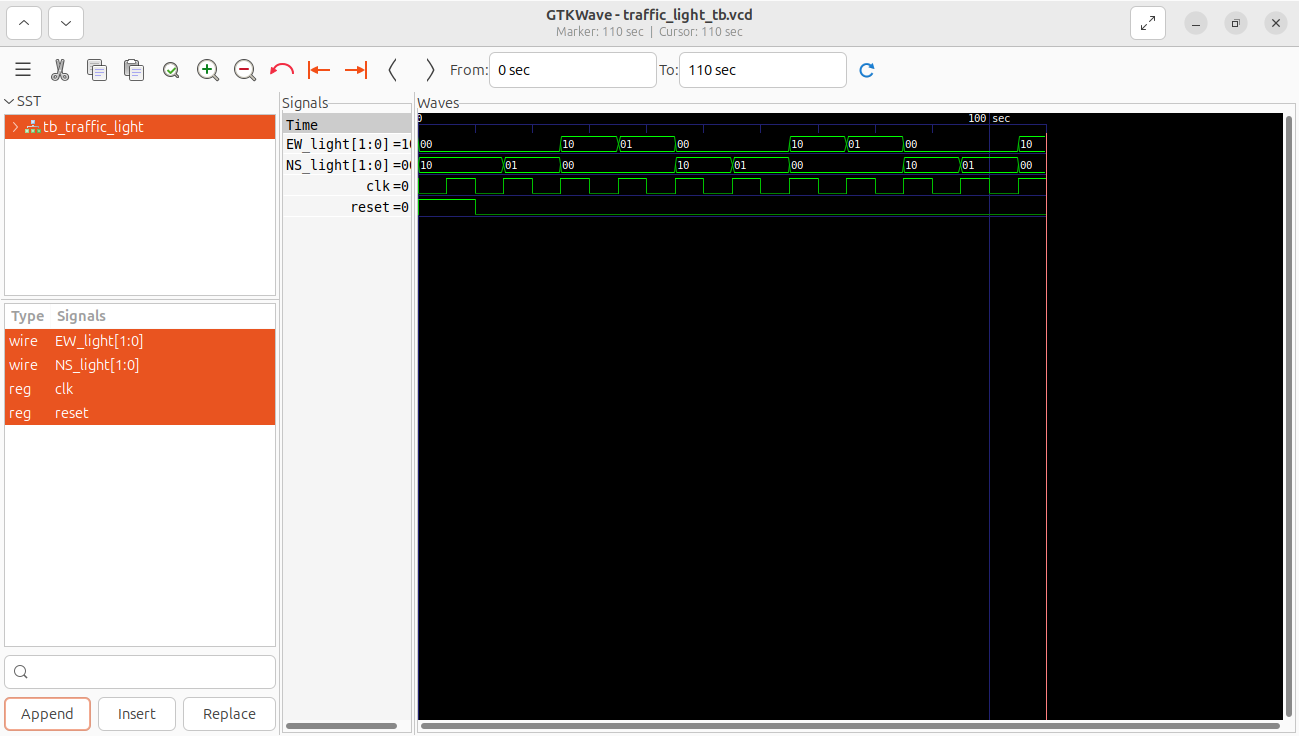 GTKWave - traffic_light_tb.vcd
Marker: 110 sec | Cursor: 110 sec
From: 0 sec To: 110 sec
SST
tb_traffic_light
Type Signals
wire EW_light[1:0]
wire NS_light[1:0]
reg clk
reg reset
Append Insert Replace
Signals
Time
EW_light[1:0] =10
NS_light[1:0] =00
clk =0
reset =0
Waves
0 100 sec
00 10 01 00 10 01 00 10
10 01 00 10 01 00 10 01 00